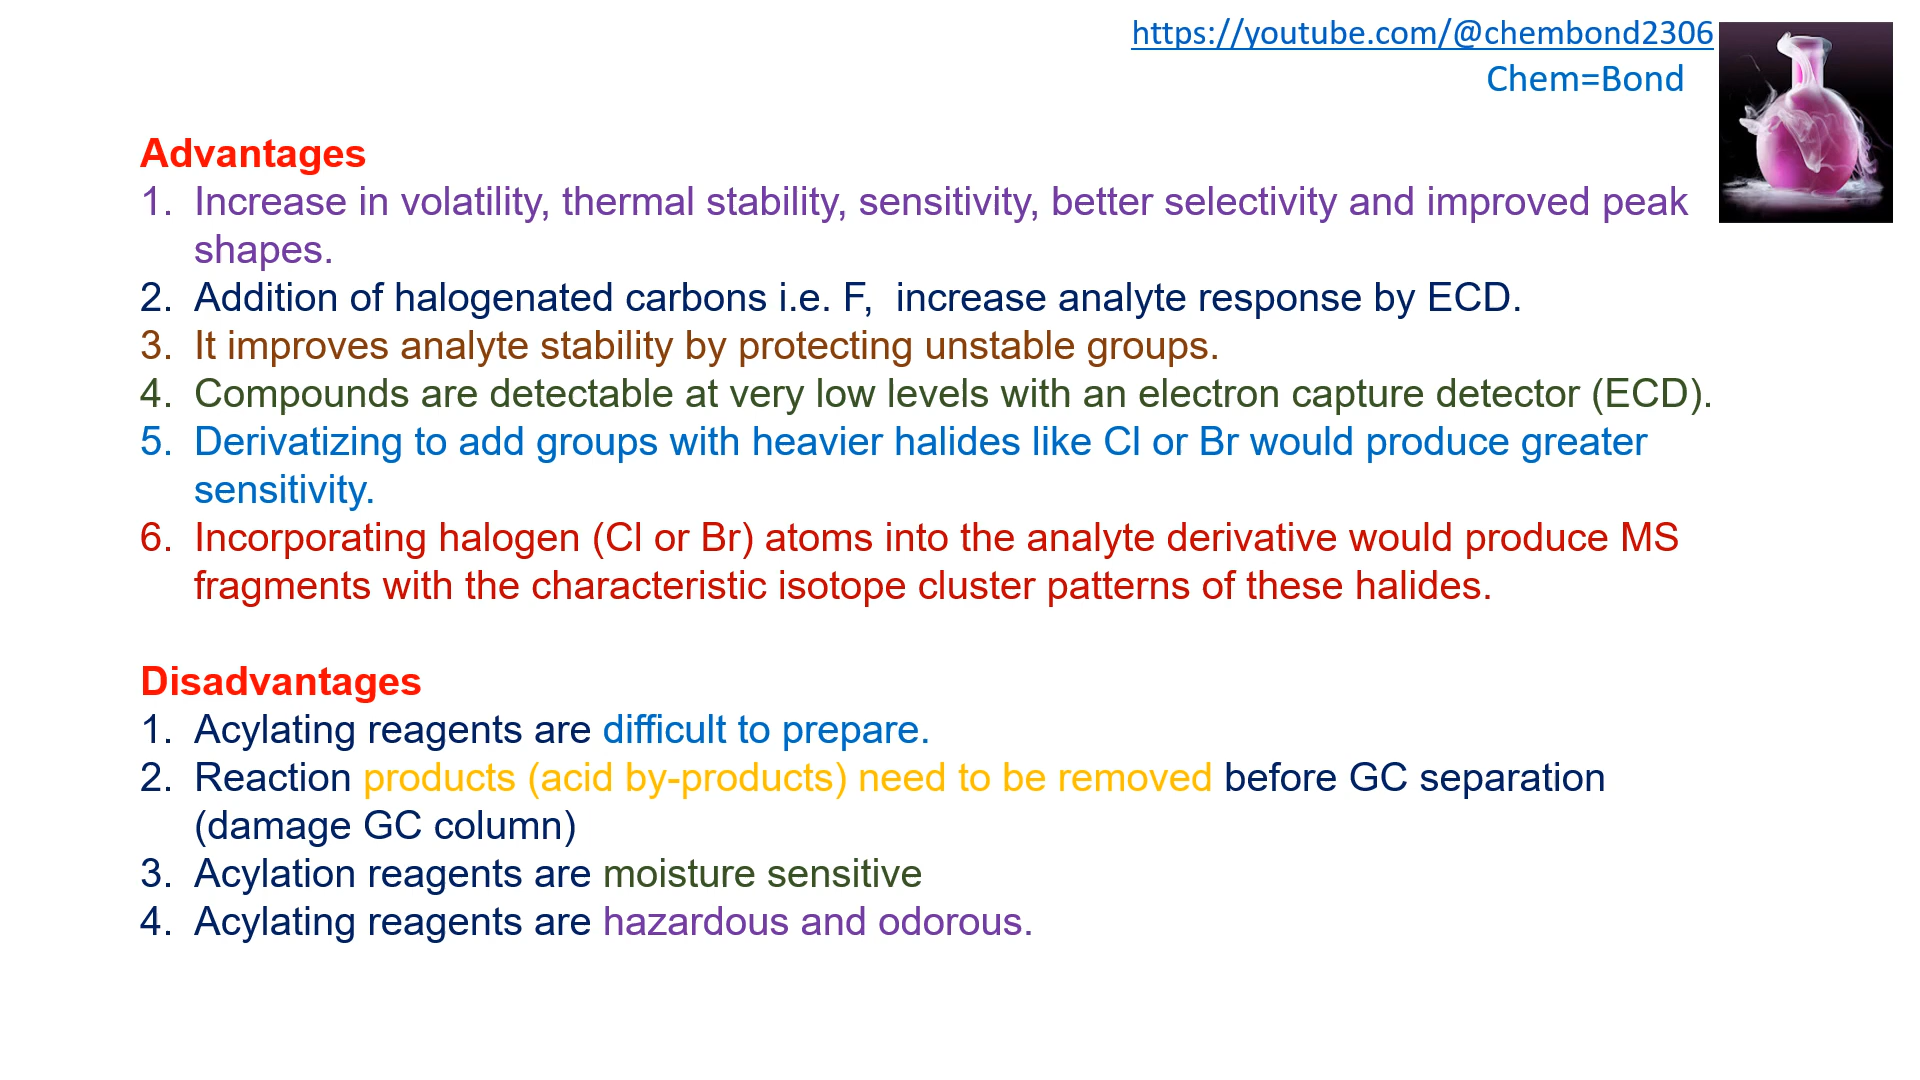 https://youtube.com/@chembond2306
Chem=Bond
Advantages
1. Increase in volatility, thermal stability, sensitivity, better selectivity and improved peak
shapes.
2. Addition of halogenated carbons i.e. F,  increase analyte response by ECD.
3. It improves analyte stability by protecting unstable groups.
4. Compounds are detectable at very low levels with an electron capture detector (ECD).
5. Derivatizing to add groups with heavier halides like Cl or Br would produce greater
sensitivity.
6. Incorporating halogen (Cl or Br) atoms into the analyte derivative would produce MS
fragments with the characteristic isotope cluster patterns of these halides.
Disadvantages
1. Acylating reagents are difficult to prepare.
2. Reaction products (acid by-products) need to be removed before GC separation
(damage GC column)
3. Acylation reagents are moisture sensitive
4. Acylating reagents are hazardous and odorous.